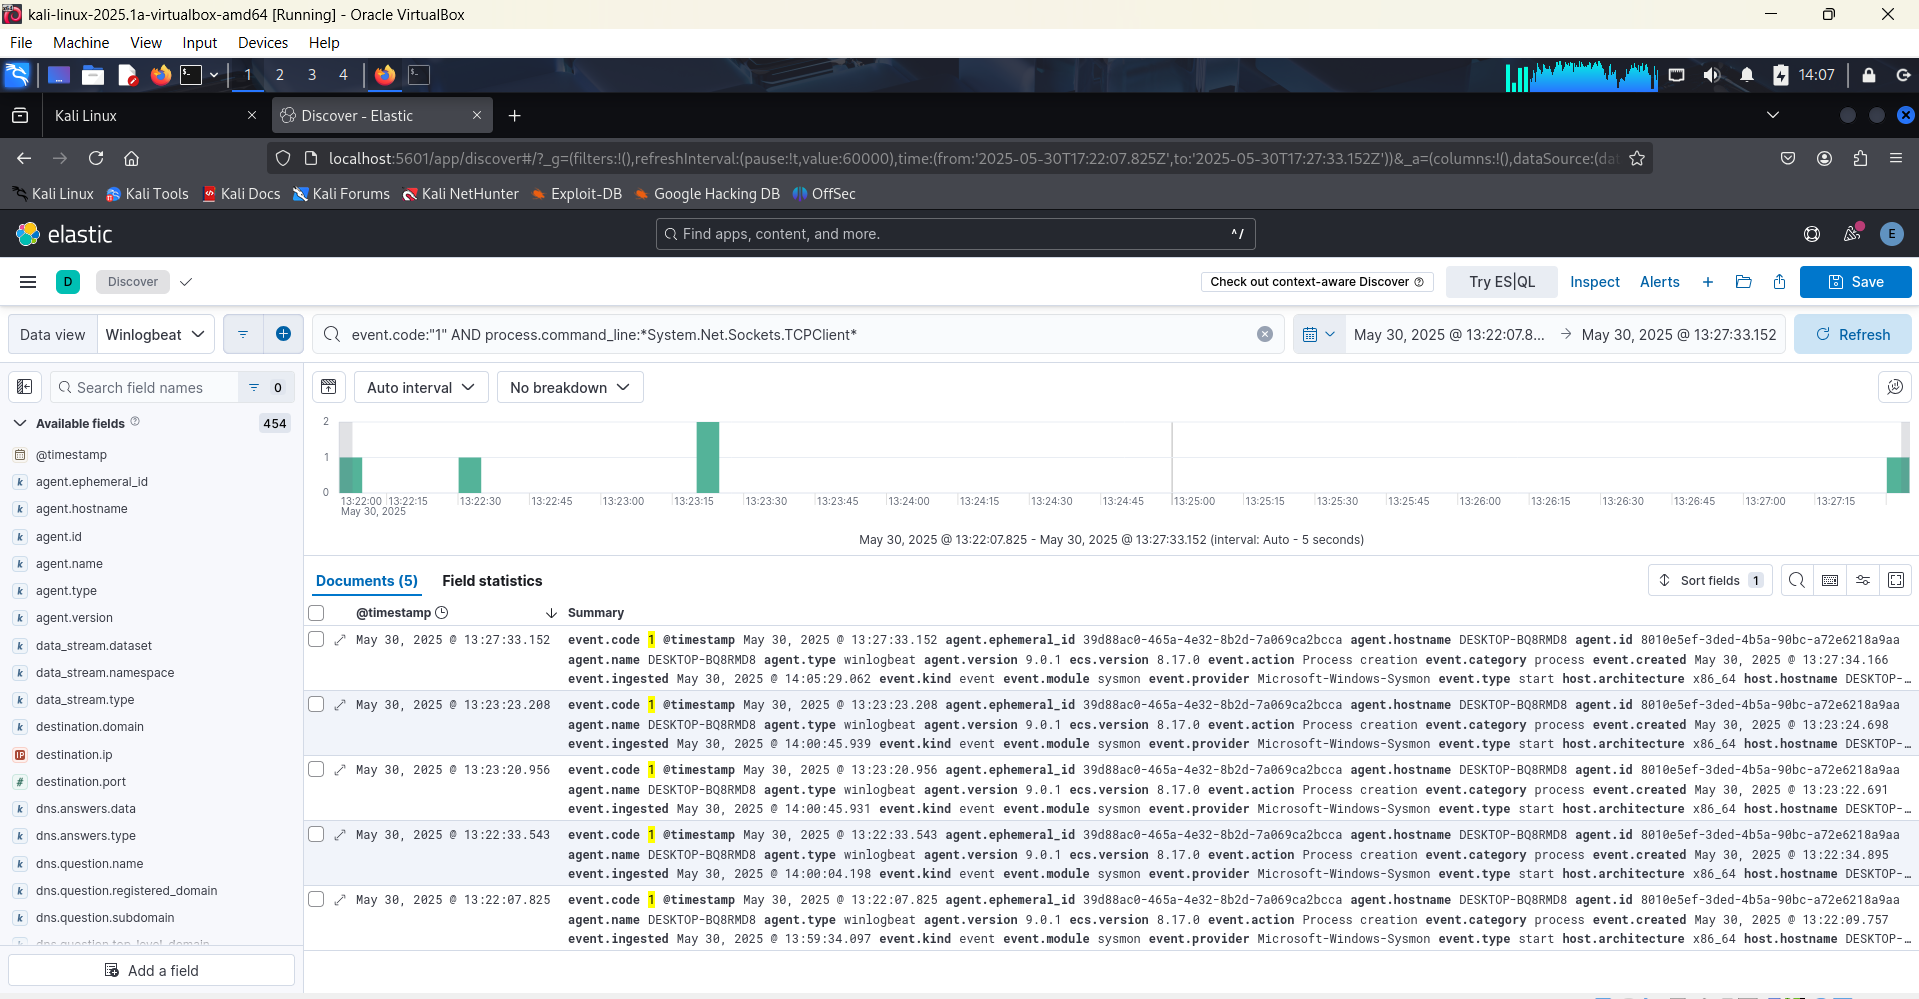 kali-linux-2025.1a-virtualbox-amd64 [Running] - Oracle VirtualBox
File Machine View Input Devices Help
1 2 3 4 14:07
Kali Linux
Discover - Elastic
localhost:5601/app/discover#/?_g=(filters:!(),refreshInterval:(pause:!t,value:60000),time:(from:'2025-05-30T17:22:07.825Z',to:'2025-05-30T17:27:33.152Z'))&_a=(columns:!(),dataSource:(dat
Kali Linux Kali Tools Kali Docs Kali Forums Kali NetHunter Exploit-DB Google Hacking DB OffSec
elastic
Find apps, content, and more. ^/
E
D Discover
Check out context-aware Discover
Try ES|QL Inspect Alerts Save
Data view Winlogbeat
event.code:"1" AND process.command_line:*System.Net.Sockets.TCPClient*
May 30, 2025 @ 13:22:07.8... → May 30, 2025 @ 13:27:33.152
Refresh
Search field names 0
Auto interval No breakdown
Available fields 454
@timestamp
agent.ephemeral_id
agent.hostname
agent.id
agent.name
agent.type
agent.version
data_stream.dataset
data_stream.namespace
data_stream.type
destination.domain
destination.ip
destination.port
dns.answers.data
dns.answers.type
dns.question.name
dns.question.registered_domain
dns.question.subdomain
dns.question.top_level_domain
Add a field
2
1
0
13:22:00 13:22:15 13:22:30 13:22:45 13:23:00 13:23:15 13:23:30 13:23:45 13:24:00 13:24:15 13:24:30 13:24:45 13:25:00 13:25:15 13:25:30 13:25:45 13:26:00 13:26:15 13:26:30 13:26:45 13:27:00 13:27:15
May 30, 2025
May 30, 2025 @ 13:22:07.825 - May 30, 2025 @ 13:27:33.152 (interval: Auto - 5 seconds)
Documents (5) Field statistics
Sort fields 1
@timestamp Summary
May 30, 2025 @ 13:27:33.152 event.code 1 @timestamp May 30, 2025 @ 13:27:33.152 agent.ephemeral_id 39d88ac0-465a-4e32-8b2d-7a069ca2bcca agent.hostname DESKTOP-BQ8RMD8 agent.id 8010e5ef-3ded-4b5a-90bc-a72e6218a9aa
agent.name DESKTOP-BQ8RMD8 agent.type winlogbeat agent.version 9.0.1 ecs.version 8.17.0 event.action Process creation event.category process event.created May 30, 2025 @ 13:27:34.166
event.ingested May 30, 2025 @ 14:05:29.062 event.kind event event.module sysmon event.provider Microsoft-Windows-Sysmon event.type start host.architecture x86_64 host.hostname DESKTOP-…
May 30, 2025 @ 13:23:23.208 event.code 1 @timestamp May 30, 2025 @ 13:23:23.208 agent.ephemeral_id 39d88ac0-465a-4e32-8b2d-7a069ca2bcca agent.hostname DESKTOP-BQ8RMD8 agent.id 8010e5ef-3ded-4b5a-90bc-a72e6218a9aa
agent.name DESKTOP-BQ8RMD8 agent.type winlogbeat agent.version 9.0.1 ecs.version 8.17.0 event.action Process creation event.category process event.created May 30, 2025 @ 13:23:24.698
event.ingested May 30, 2025 @ 14:00:45.939 event.kind event event.module sysmon event.provider Microsoft-Windows-Sysmon event.type start host.architecture x86_64 host.hostname DESKTOP-…
May 30, 2025 @ 13:23:20.956 event.code 1 @timestamp May 30, 2025 @ 13:23:20.956 agent.ephemeral_id 39d88ac0-465a-4e32-8b2d-7a069ca2bcca agent.hostname DESKTOP-BQ8RMD8 agent.id 8010e5ef-3ded-4b5a-90bc-a72e6218a9aa
agent.name DESKTOP-BQ8RMD8 agent.type winlogbeat agent.version 9.0.1 ecs.version 8.17.0 event.action Process creation event.category process event.created May 30, 2025 @ 13:23:22.691
event.ingested May 30, 2025 @ 14:00:45.931 event.kind event event.module sysmon event.provider Microsoft-Windows-Sysmon event.type start host.architecture x86_64 host.hostname DESKTOP-…
May 30, 2025 @ 13:22:33.543 event.code 1 @timestamp May 30, 2025 @ 13:22:33.543 agent.ephemeral_id 39d88ac0-465a-4e32-8b2d-7a069ca2bcca agent.hostname DESKTOP-BQ8RMD8 agent.id 8010e5ef-3ded-4b5a-90bc-a72e6218a9aa
agent.name DESKTOP-BQ8RMD8 agent.type winlogbeat agent.version 9.0.1 ecs.version 8.17.0 event.action Process creation event.category process event.created May 30, 2025 @ 13:22:34.895
event.ingested May 30, 2025 @ 14:00:04.198 event.kind event event.module sysmon event.provider Microsoft-Windows-Sysmon event.type start host.architecture x86_64 host.hostname DESKTOP-…
May 30, 2025 @ 13:22:07.825 event.code 1 @timestamp May 30, 2025 @ 13:22:07.825 agent.ephemeral_id 39d88ac0-465a-4e32-8b2d-7a069ca2bcca agent.hostname DESKTOP-BQ8RMD8 agent.id 8010e5ef-3ded-4b5a-90bc-a72e6218a9aa
agent.name DESKTOP-BQ8RMD8 agent.type winlogbeat agent.version 9.0.1 ecs.version 8.17.0 event.action Process creation event.category process event.created May 30, 2025 @ 13:22:09.757
event.ingested May 30, 2025 @ 13:59:34.097 event.kind event event.module sysmon event.provider Microsoft-Windows-Sysmon event.type start host.architecture x86_64 host.hostname DESKTOP-…